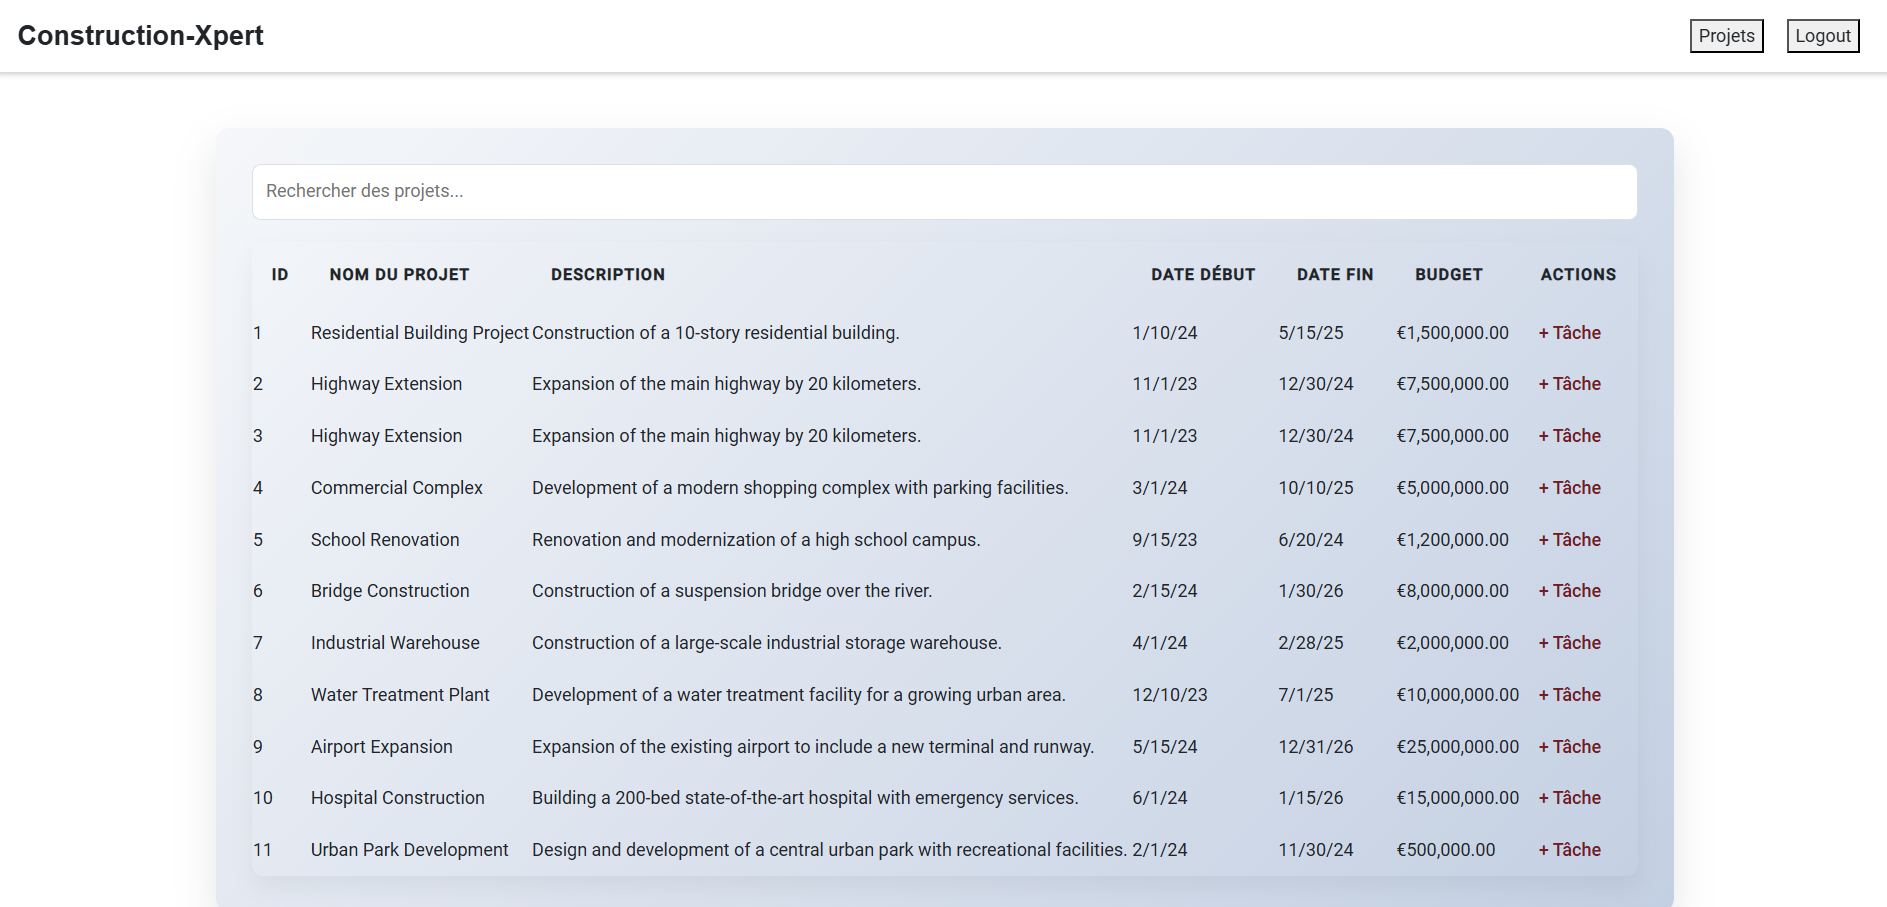 Construction-Xpert Projets Logout
Rechercher des projets...
ID NOM DU PROJET DESCRIPTION DATE DÉBUT DATE FIN BUDGET ACTIONS
1 Residential Building Project Construction of a 10-story residential building. 1/10/24 5/15/25 €1,500,000.00 + Tâche
2 Highway Extension Expansion of the main highway by 20 kilometers. 11/1/23 12/30/24 €7,500,000.00 + Tâche
3 Highway Extension Expansion of the main highway by 20 kilometers. 11/1/23 12/30/24 €7,500,000.00 + Tâche
4 Commercial Complex Development of a modern shopping complex with parking facilities. 3/1/24 10/10/25 €5,000,000.00 + Tâche
5 School Renovation Renovation and modernization of a high school campus. 9/15/23 6/20/24 €1,200,000.00 + Tâche
6 Bridge Construction Construction of a suspension bridge over the river. 2/15/24 1/30/26 €8,000,000.00 + Tâche
7 Industrial Warehouse Construction of a large-scale industrial storage warehouse. 4/1/24 2/28/25 €2,000,000.00 + Tâche
8 Water Treatment Plant Development of a water treatment facility for a growing urban area. 12/10/23 7/1/25 €10,000,000.00 + Tâche
9 Airport Expansion Expansion of the existing airport to include a new terminal and runway. 5/15/24 12/31/26 €25,000,000.00 + Tâche
10 Hospital Construction Building a 200-bed state-of-the-art hospital with emergency services. 6/1/24 1/15/26 €15,000,000.00 + Tâche
11 Urban Park Development Design and development of a central urban park with recreational facilities. 2/1/24 11/30/24 €500,000.00 + Tâche